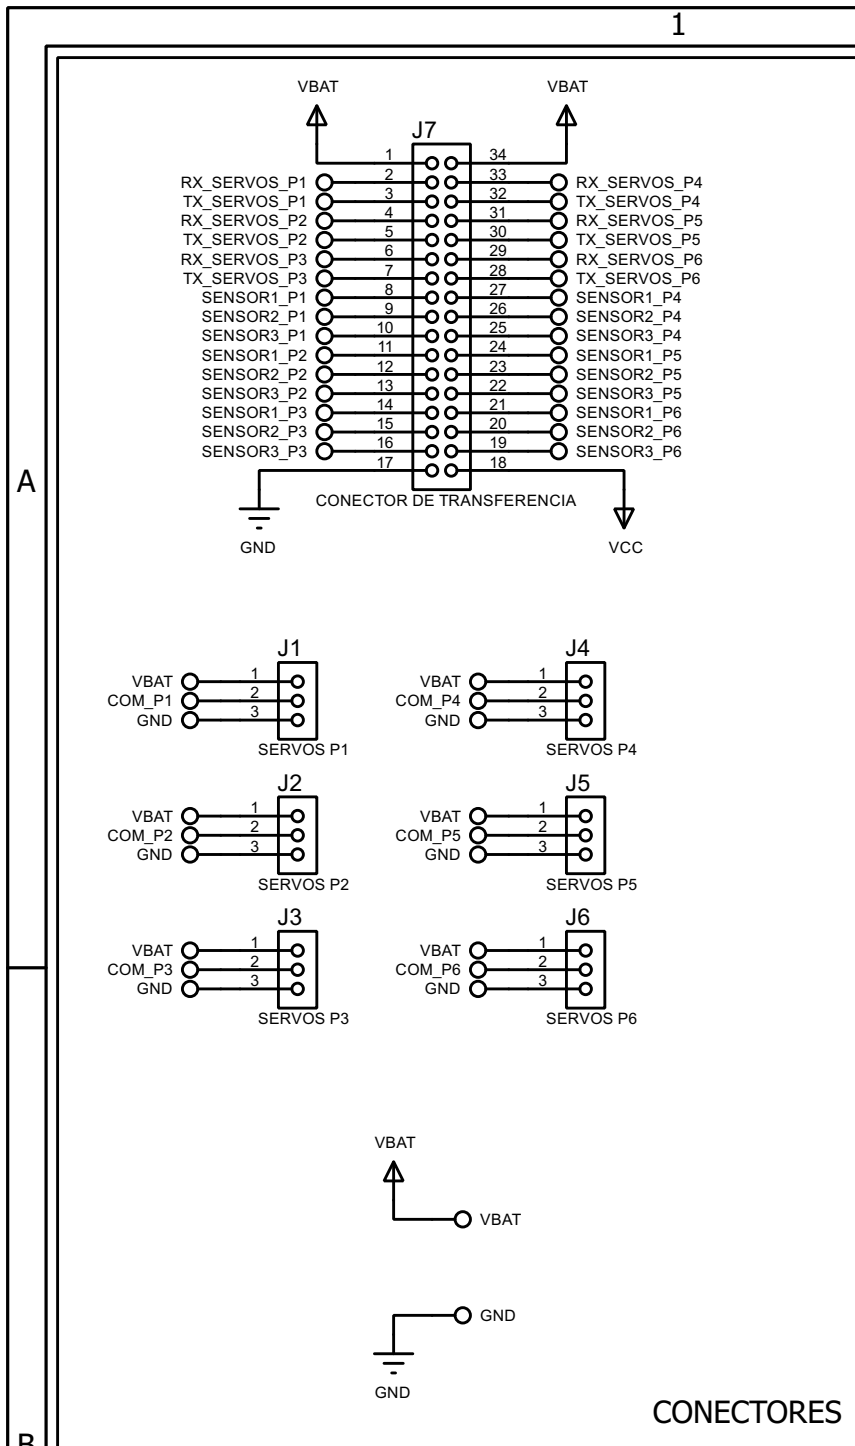 1
VBAT VBAT
J7
1 34
RX_SERVOS_P1 2 33 RX_SERVOS_P4
TX_SERVOS_P1 3 32 TX_SERVOS_P4
RX_SERVOS_P2 4 31 RX_SERVOS_P5
TX_SERVOS_P2 5 30 TX_SERVOS_P5
RX_SERVOS_P3 6 29 RX_SERVOS_P6
TX_SERVOS_P3 7 28 TX_SERVOS_P6
SENSOR1_P1 8 27 SENSOR1_P4
SENSOR2_P1 9 26 SENSOR2_P4
SENSOR3_P1 10 25 SENSOR3_P4
SENSOR1_P2 11 24 SENSOR1_P5
SENSOR2_P2 12 23 SENSOR2_P5
SENSOR3_P2 13 22 SENSOR3_P5
SENSOR1_P3 14 21 SENSOR1_P6
SENSOR2_P3 15 20 SENSOR2_P6
SENSOR3_P3 16 19 SENSOR3_P6
17 18
A
CONECTOR DE TRANSFERENCIA
GND VCC
J1 J4
VBAT 1 VBAT 1
COM_P1 2 COM_P4 2
GND 3 GND 3
SERVOS P1 SERVOS P4
J2 J5
VBAT 1 VBAT 1
COM_P2 2 COM_P5 2
GND 3 GND 3
SERVOS P2 SERVOS P5
J3 J6
VBAT 1 VBAT 1
COM_P3 2 COM_P6 2
GND 3 GND 3
SERVOS P3 SERVOS P6
VBAT
VBAT
GND
GND
CONECTORES
B